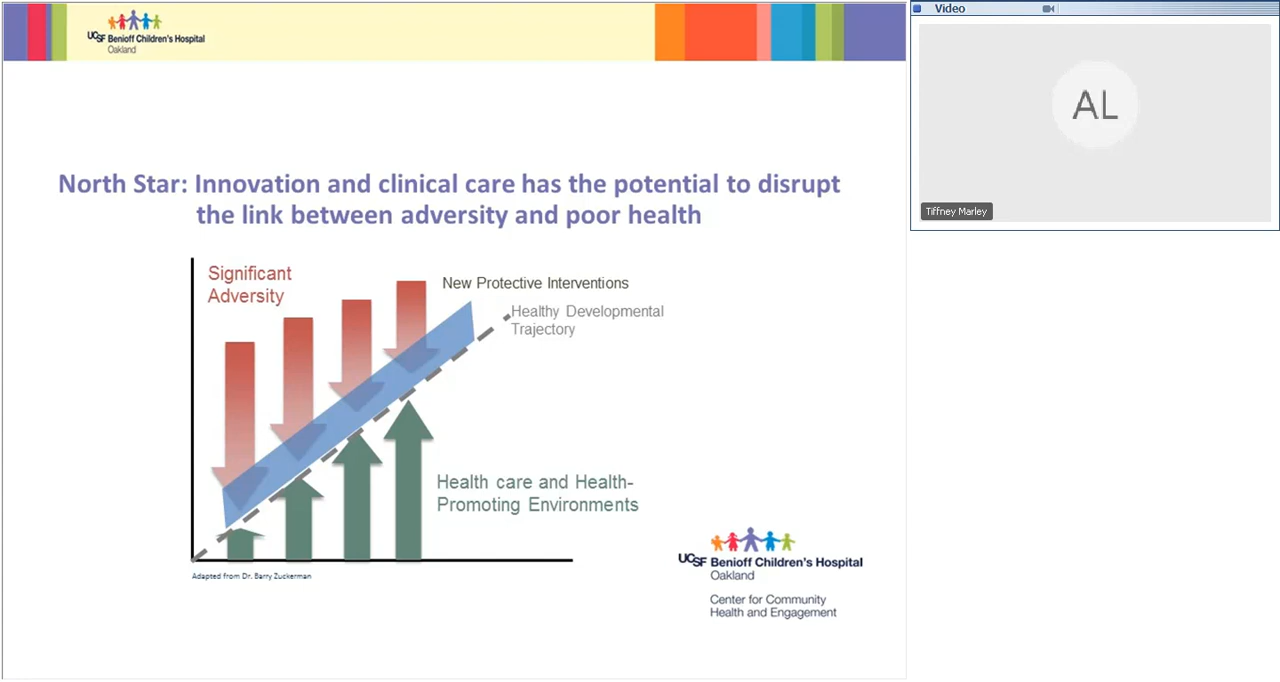 UCSF Benioff Children's Hospital
Oakland
North Star: Innovation and clinical care has the potential to disrupt
the link between adversity and poor health
Significant
Adversity
New Protective Interventions
Healthy Developmental
Trajectory
Health care and Health-
Promoting Environments
Adapted from Dr. Barry Zuckerman
UCSF Benioff Children's Hospital
Oakland
Center for Community
Health and Engagement
Video
AL
Tiffney Marley